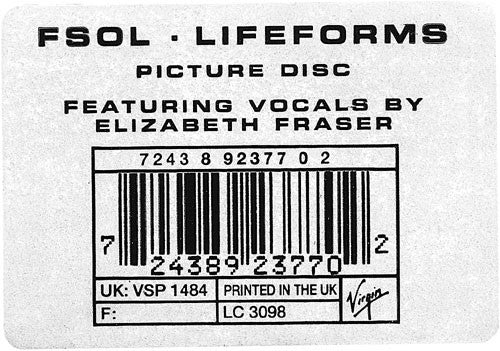 FSOL · LIFEFORMS
PICTURE DISC
FEATURING VOCALS BY
ELIZABETH FRASER
7243 8 92377 0 2
7 24389 23770 2
UK: VSP 1484
PRINTED IN THE UK
Virgin
F:
LC 3098